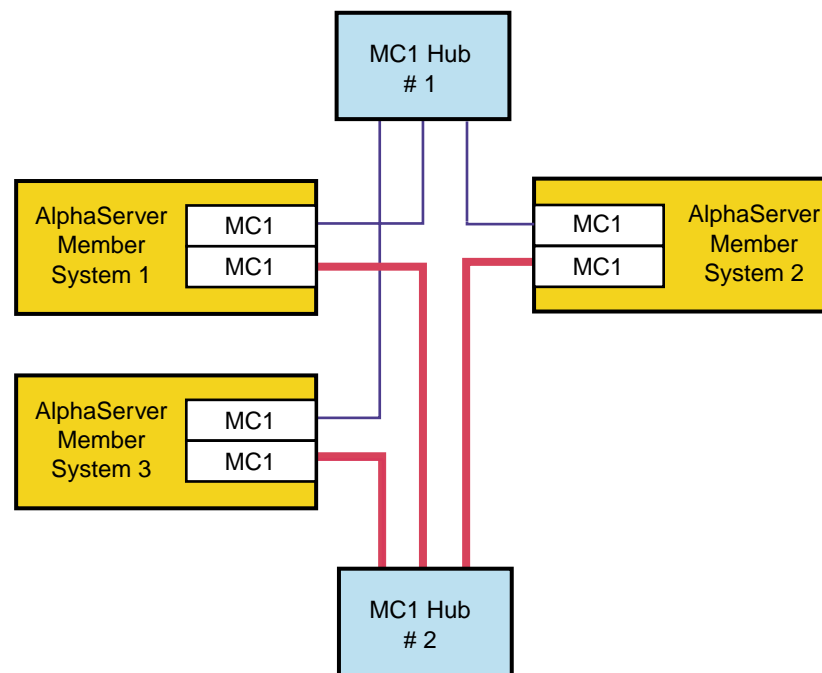 MC1 Hub
# 1
AlphaServer
Member
System 1
MC1
MC1
MC1
MC1
AlphaServer
Member
System 2
AlphaServer
Member
System 3
MC1
MC1
MC1 Hub
# 2